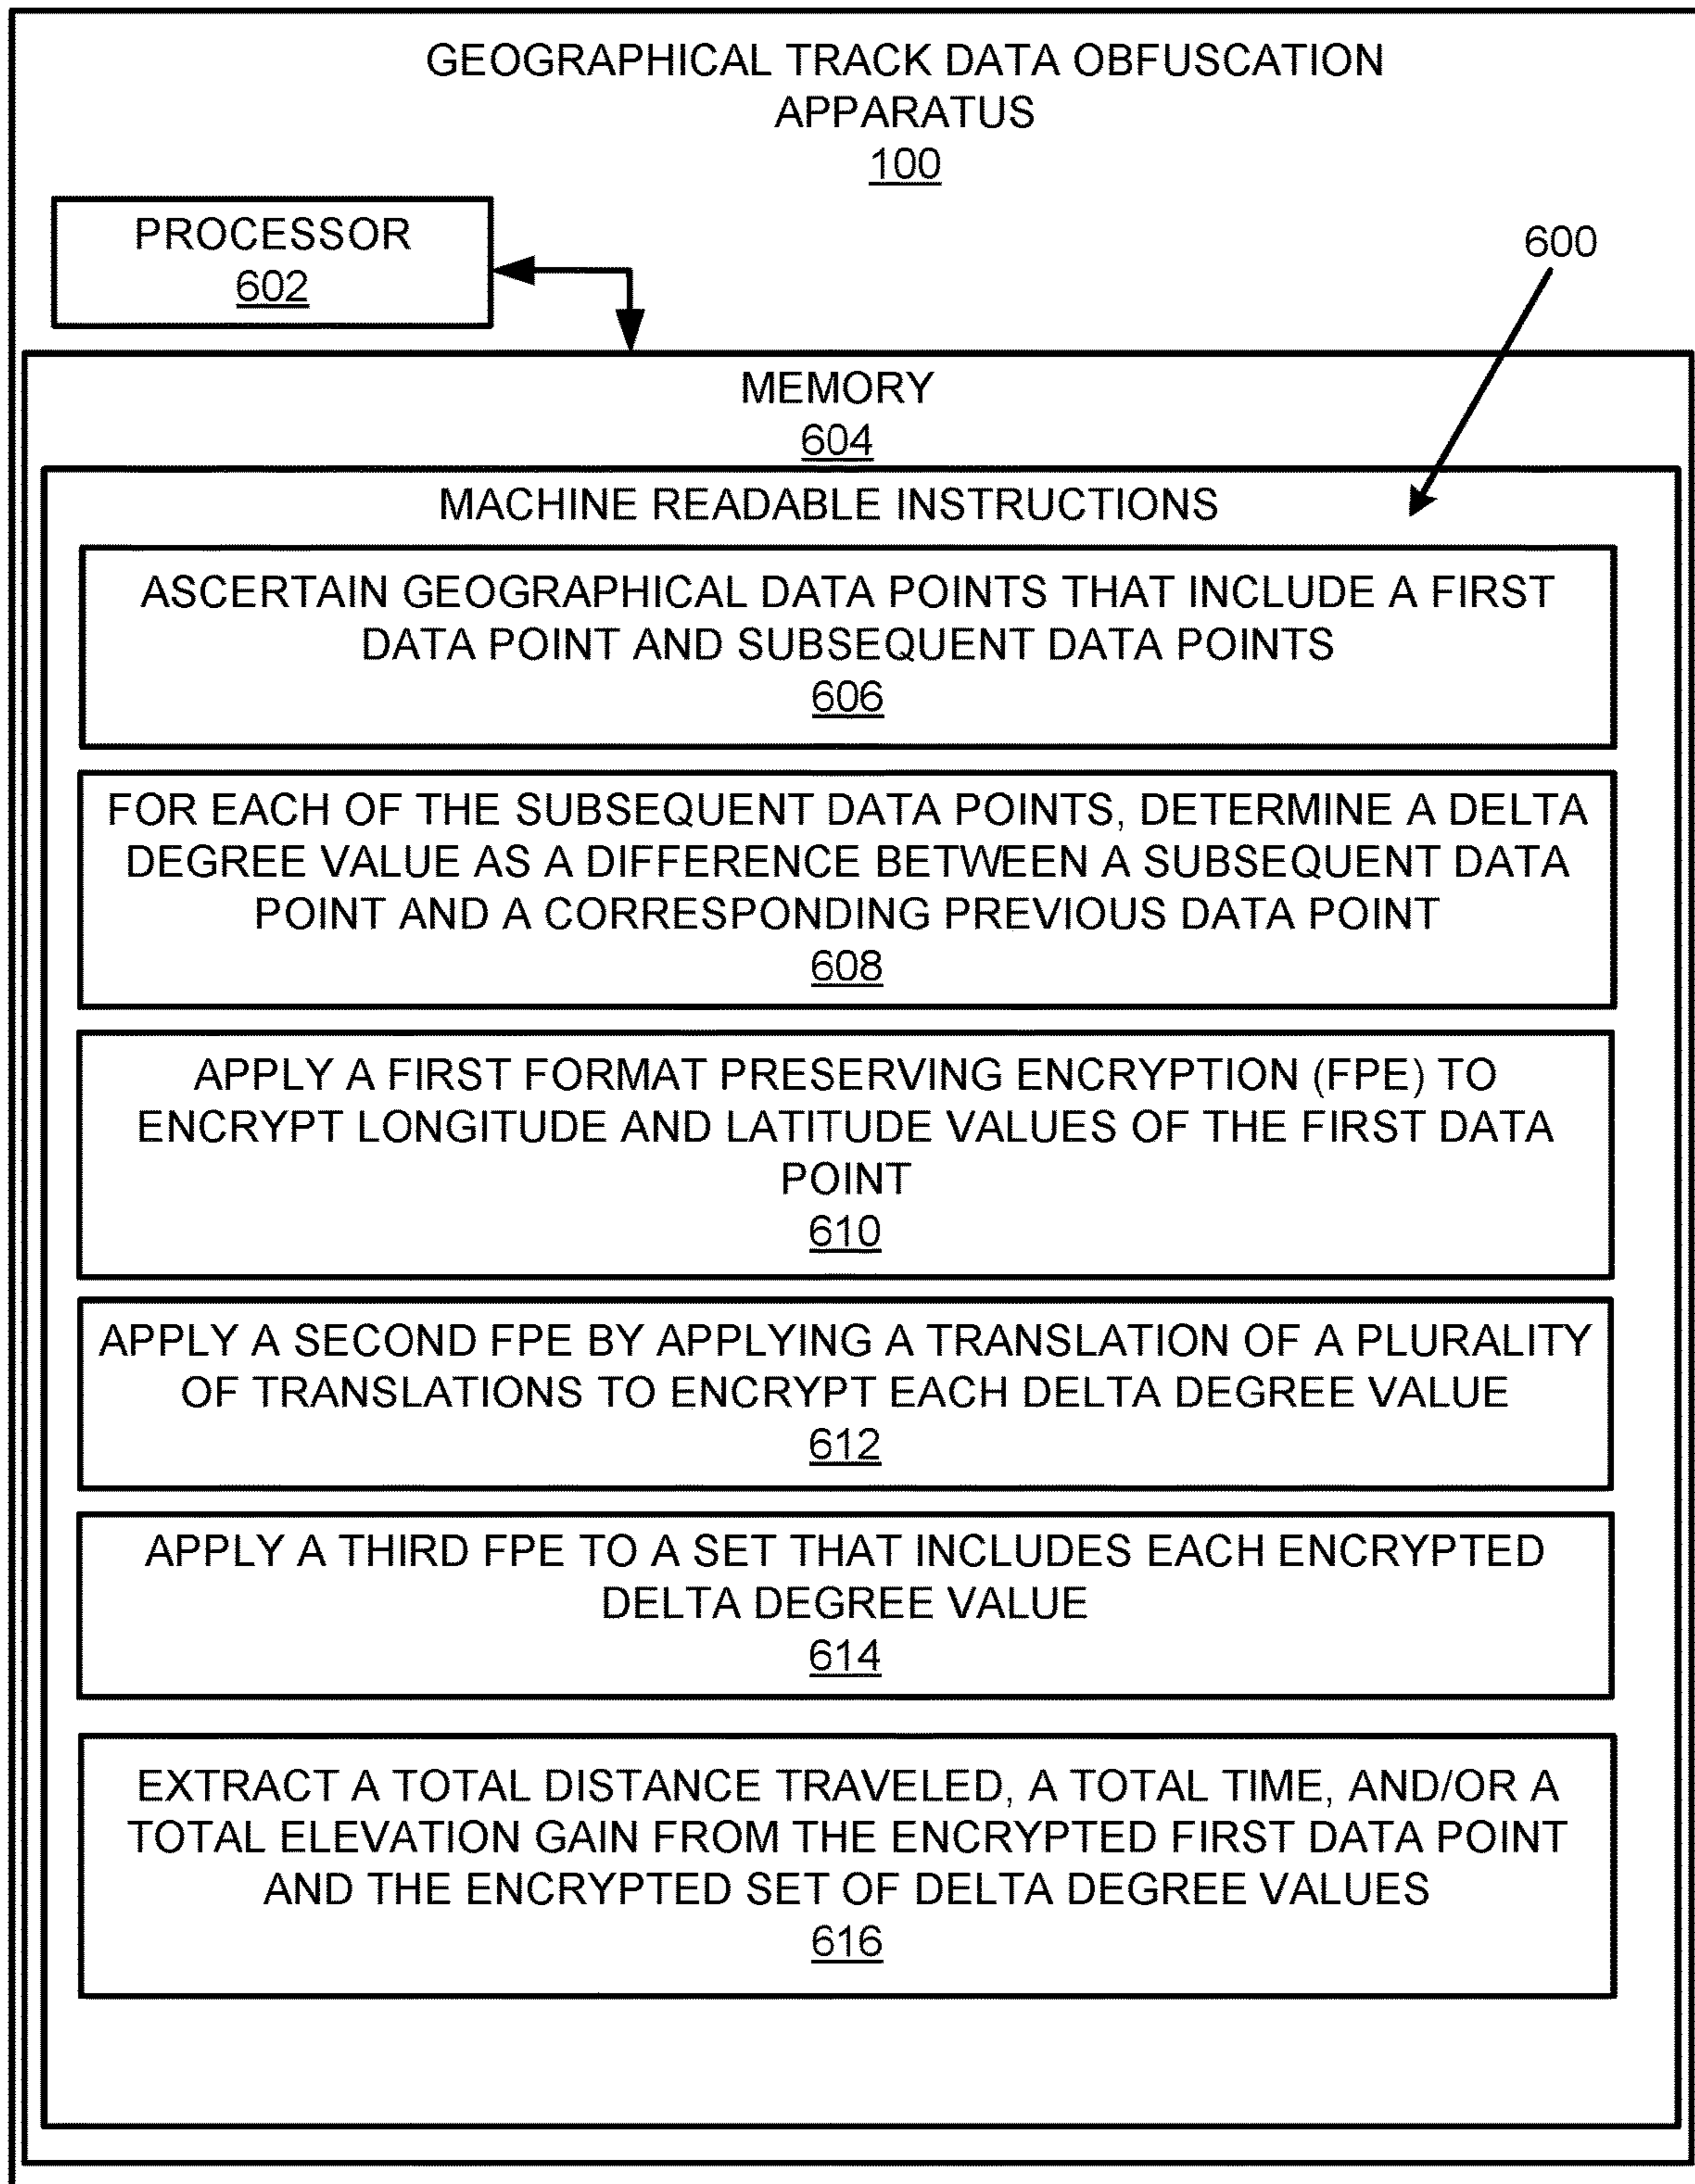 GEOGRAPHICAL TRACK DATA OBFUSCATION
APPARATUS
100
PROCESSOR
602
600
MEMORY
604
MACHINE READABLE INSTRUCTIONS
ASCERTAIN GEOGRAPHICAL DATA POINTS THAT INCLUDE A FIRST
DATA POINT AND SUBSEQUENT DATA POINTS
606
FOR EACH OF THE SUBSEQUENT DATA POINTS, DETERMINE A DELTA
DEGREE VALUE AS A DIFFERENCE BETWEEN A SUBSEQUENT DATA
POINT AND A CORRESPONDING PREVIOUS DATA POINT
608
APPLY A FIRST FORMAT PRESERVING ENCRYPTION (FPE) TO
ENCRYPT LONGITUDE AND LATITUDE VALUES OF THE FIRST DATA
POINT
610
APPLY A SECOND FPE BY APPLYING A TRANSLATION OF A PLURALITY
OF TRANSLATIONS TO ENCRYPT EACH DELTA DEGREE VALUE
612
APPLY A THIRD FPE TO A SET THAT INCLUDES EACH ENCRYPTED
DELTA DEGREE VALUE
614
EXTRACT A TOTAL DISTANCE TRAVELED, A TOTAL TIME, AND/OR A
TOTAL ELEVATION GAIN FROM THE ENCRYPTED FIRST DATA POINT
AND THE ENCRYPTED SET OF DELTA DEGREE VALUES
616